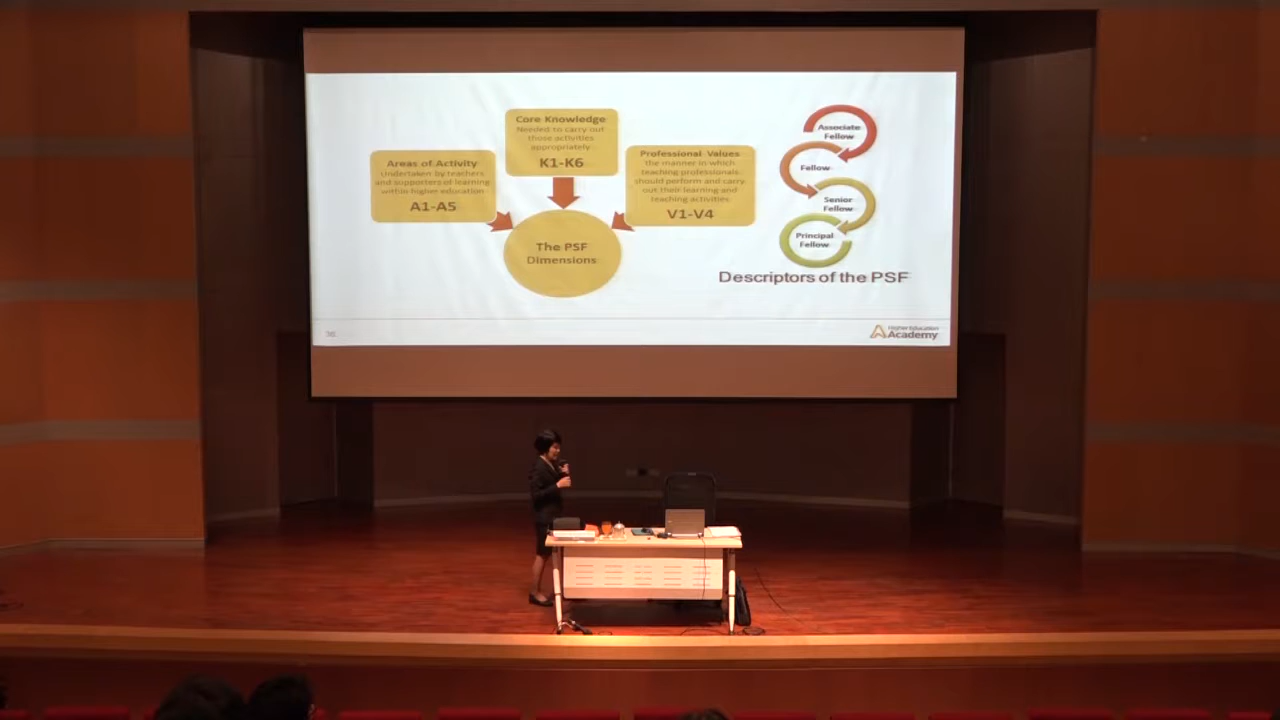 Core Knowledge
Needed to carry out
those activities
appropriately
K1-K6
Areas of Activity
Undertaken by teachers
and supporters of learning
within higher education
A1-A5
Professional Values
the manner in which
teaching professionals
should perform and carry
out their learning and
teaching activities
V1-V4
The PSF
Dimensions
Associate
Fellow
Fellow
Senior
Fellow
Principal
Fellow
Descriptors of the PSF
36
Higher Education
Academy